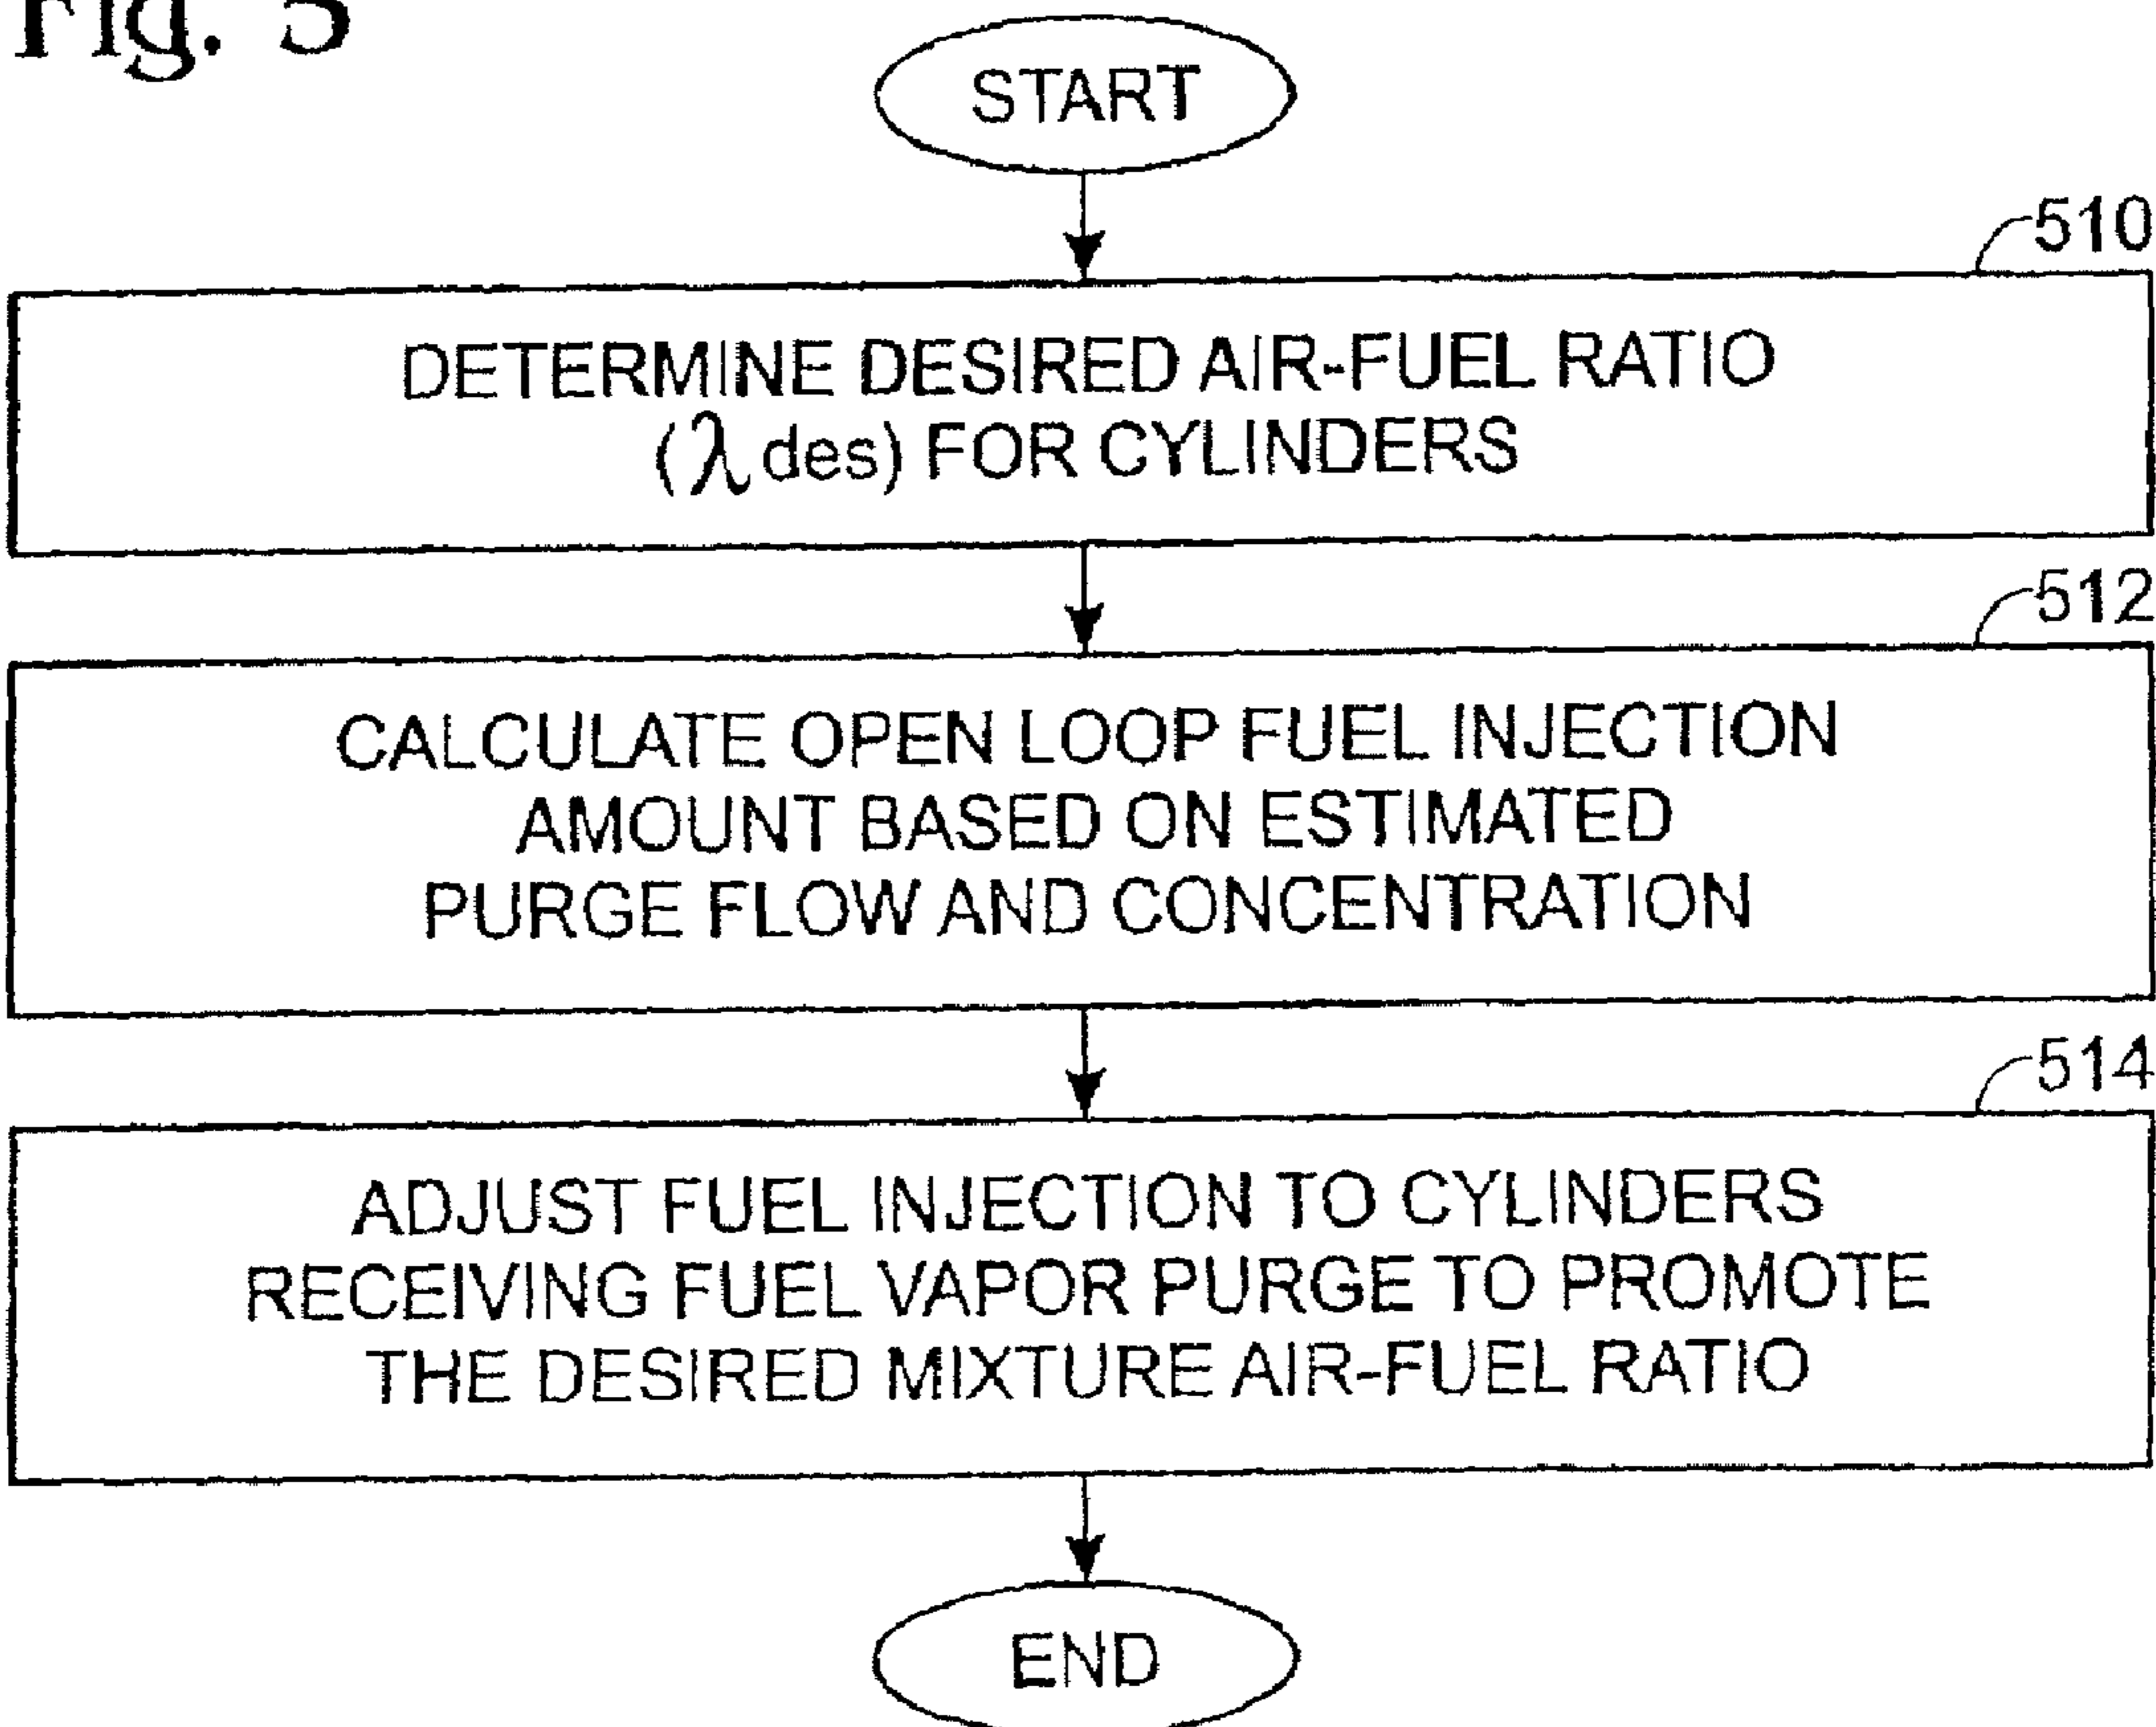 Fig. 5
START
510
DETERMINE DESIRED AIR-FUEL RATIO
(λ des) FOR CYLINDERS
512
CALCULATE OPEN LOOP FUEL INJECTION
AMOUNT BASED ON ESTIMATED
PURGE FLOW AND CONCENTRATION
514
ADJUST FUEL INJECTION TO CYLINDERS
RECEIVING FUEL VAPOR PURGE TO PROMOTE
THE DESIRED MIXTURE AIR-FUEL RATIO
END